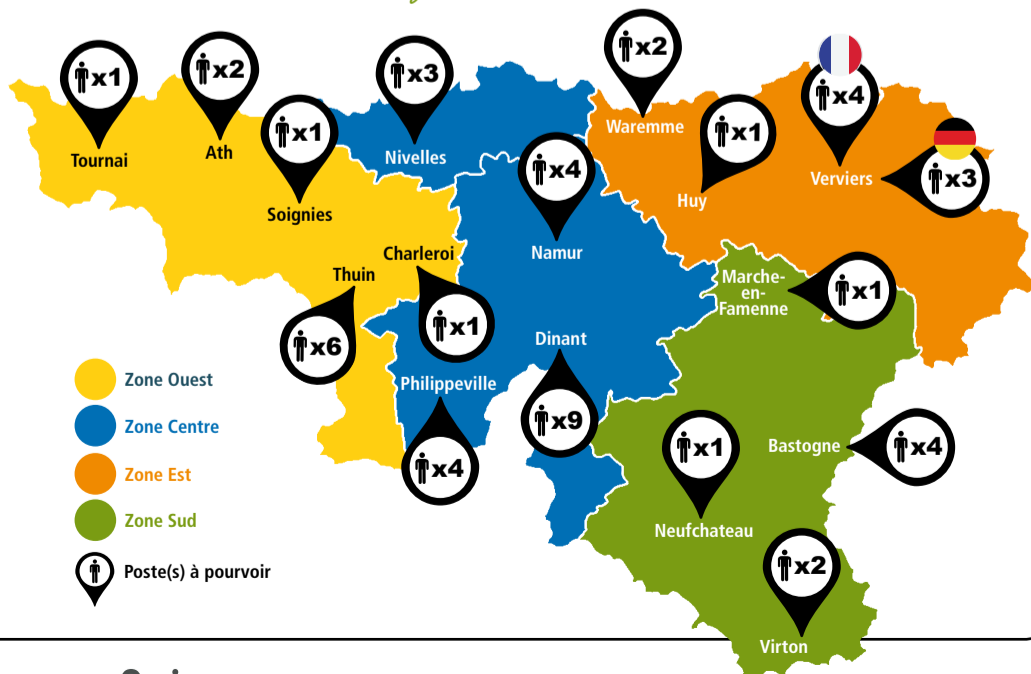 x1
Tournai
x2
Ath
x1
Soignies
x3
Nivelles
x2
Waremme
x1
Huy
x4
Verviers
x3
x4
Namur
Charleroi
x1
Thuin
x6
Marche-
en-
Famenne
x1
Dinant
x9
Philippeville
x4
Bastogne
x4
x1
Neufchateau
x2
Virton
Zone Ouest
Zone Centre
Zone Est
Zone Sud
Poste(s) à pourvoir